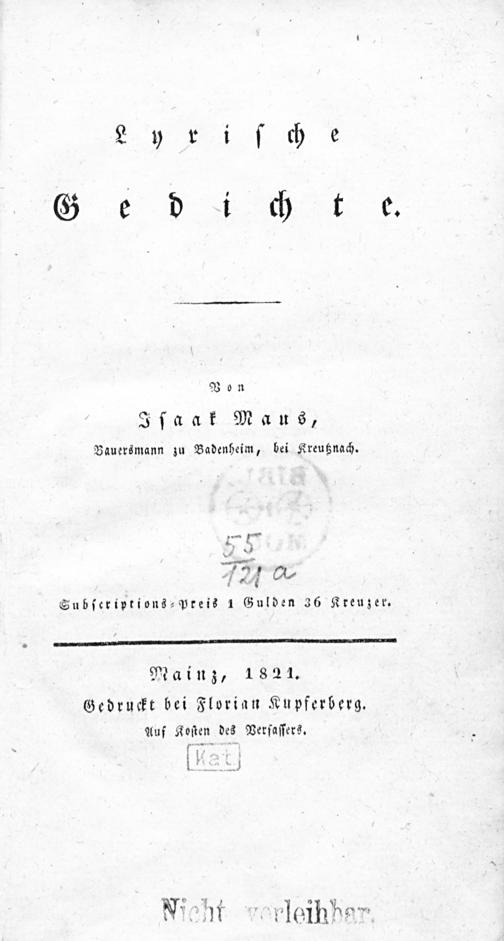 Lyrische
Gedichte.
Von
Isaak Maus,
Bauersmann zu Badenheim, bei Kreutznach.
55
121 a
Subscriptions-Preis 1 Gulden 36 Kreuzer.
Mainz, 1821.
Gedruckt bei Florian Kupferberg.
Auf Kosten des Verfassers.
Kat
Nicht verleihbar.